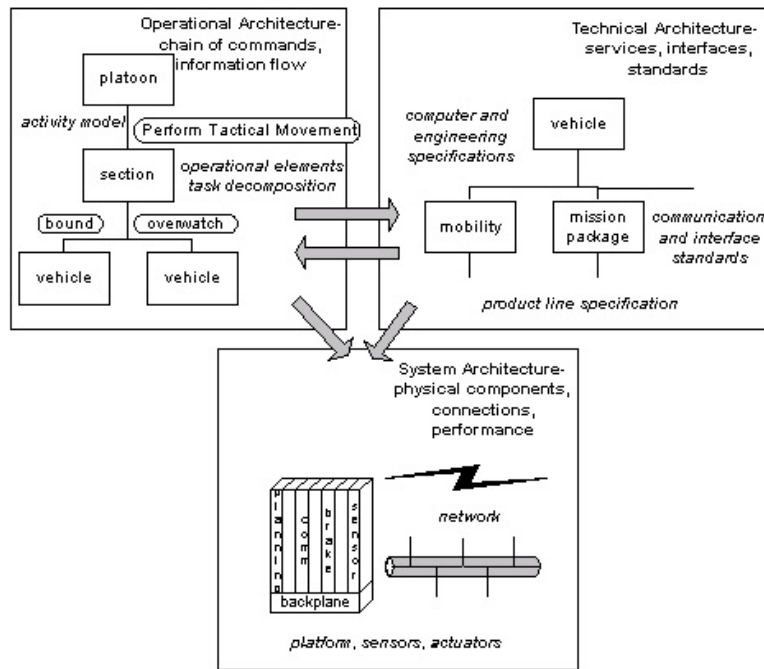 Operational Architecture-
chain of commands,
information flow
platoon
activity model
Perform Tactical Movement
section
operational elements
task decomposition
bound
overwatch
vehicle
vehicle
Technical Architecture-
services, interfaces,
standards
computer and
engineering
specifications
vehicle
mobility
mission
package
communication
and interface
standards
product line specification
System Architecture-
physical components,
connections,
performance
planning
comm
brake
sensor
backplane
network
platform, sensors, actuators